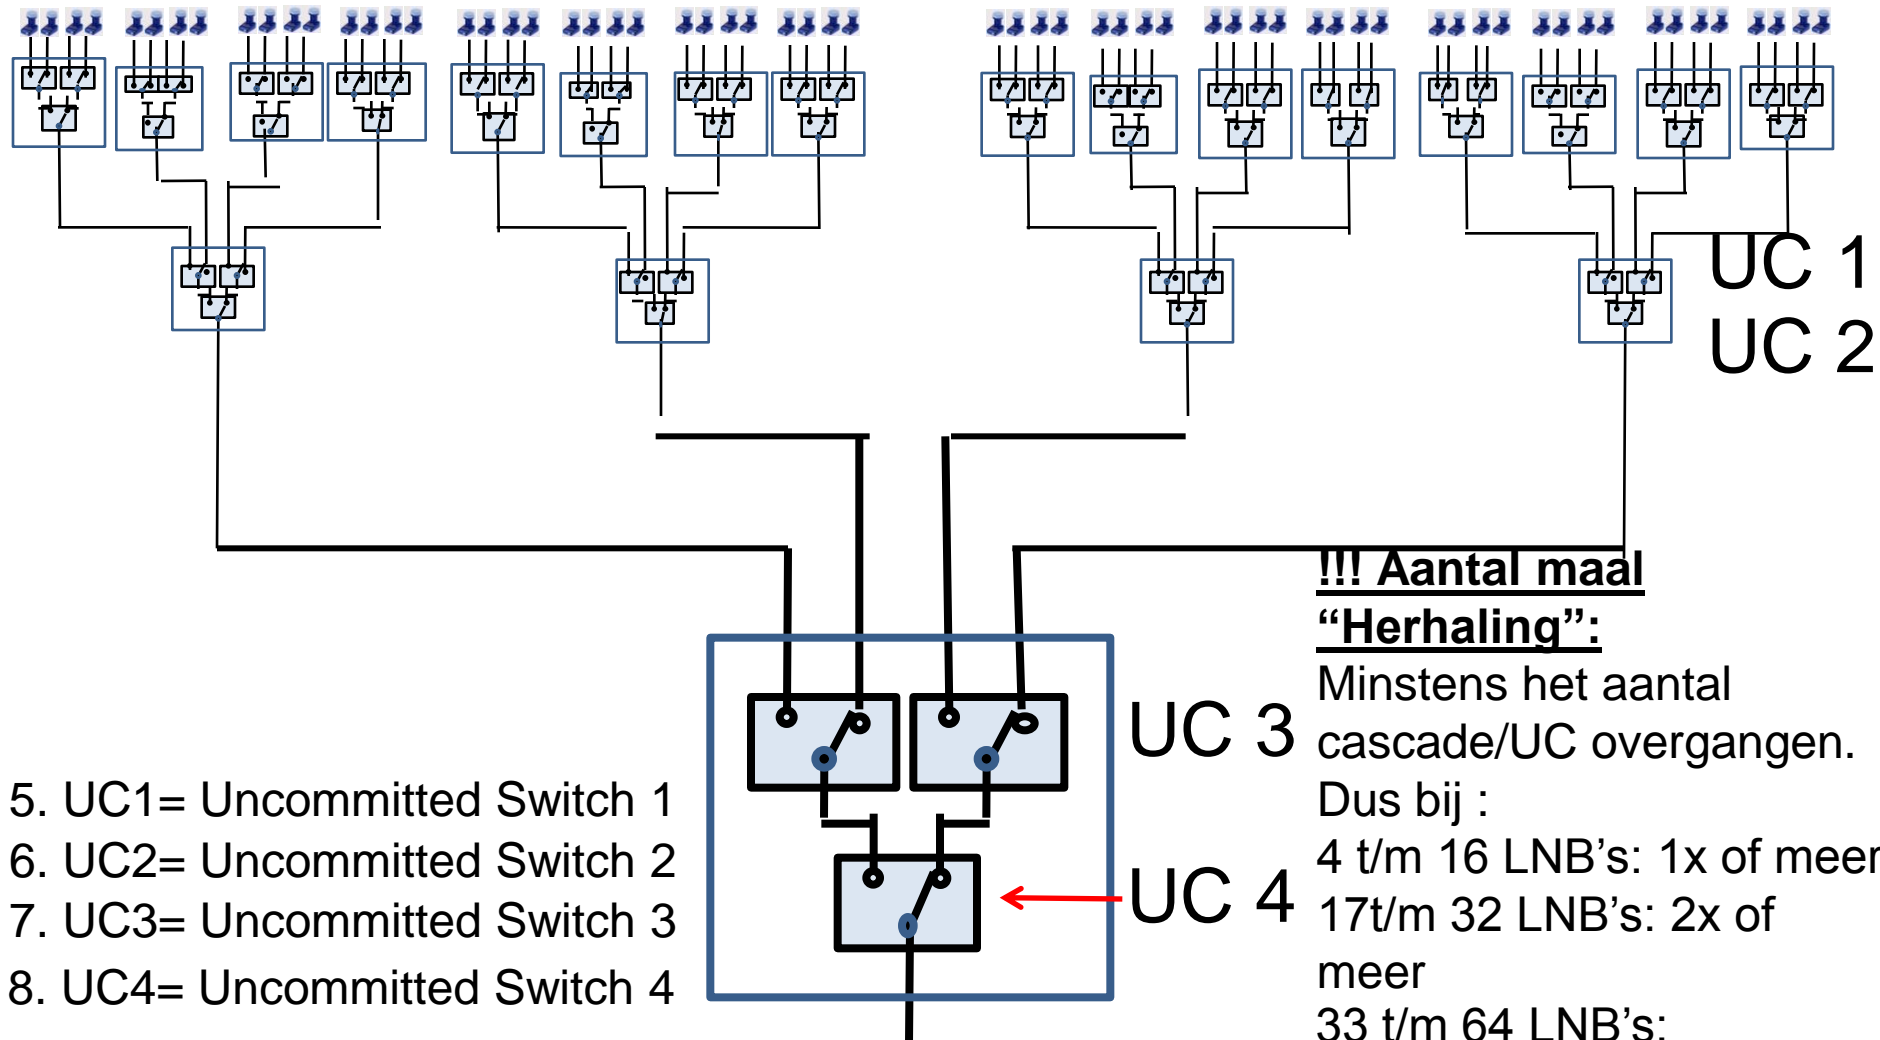 UC 1
UC 2
!!! Aantal maal
“Herhaling”:
Minstens het aantal
cascade/UC overgangen.
Dus bij :
4 t/m 16 LNB’s: 1x of meer
17t/m 32 LNB’s: 2x of
meer
33 t/m 64 LNB’s:
UC 3
UC 4
5. UC1= Uncommitted Switch 1
6. UC2= Uncommitted Switch 2
7. UC3= Uncommitted Switch 3
8. UC4= Uncommitted Switch 4